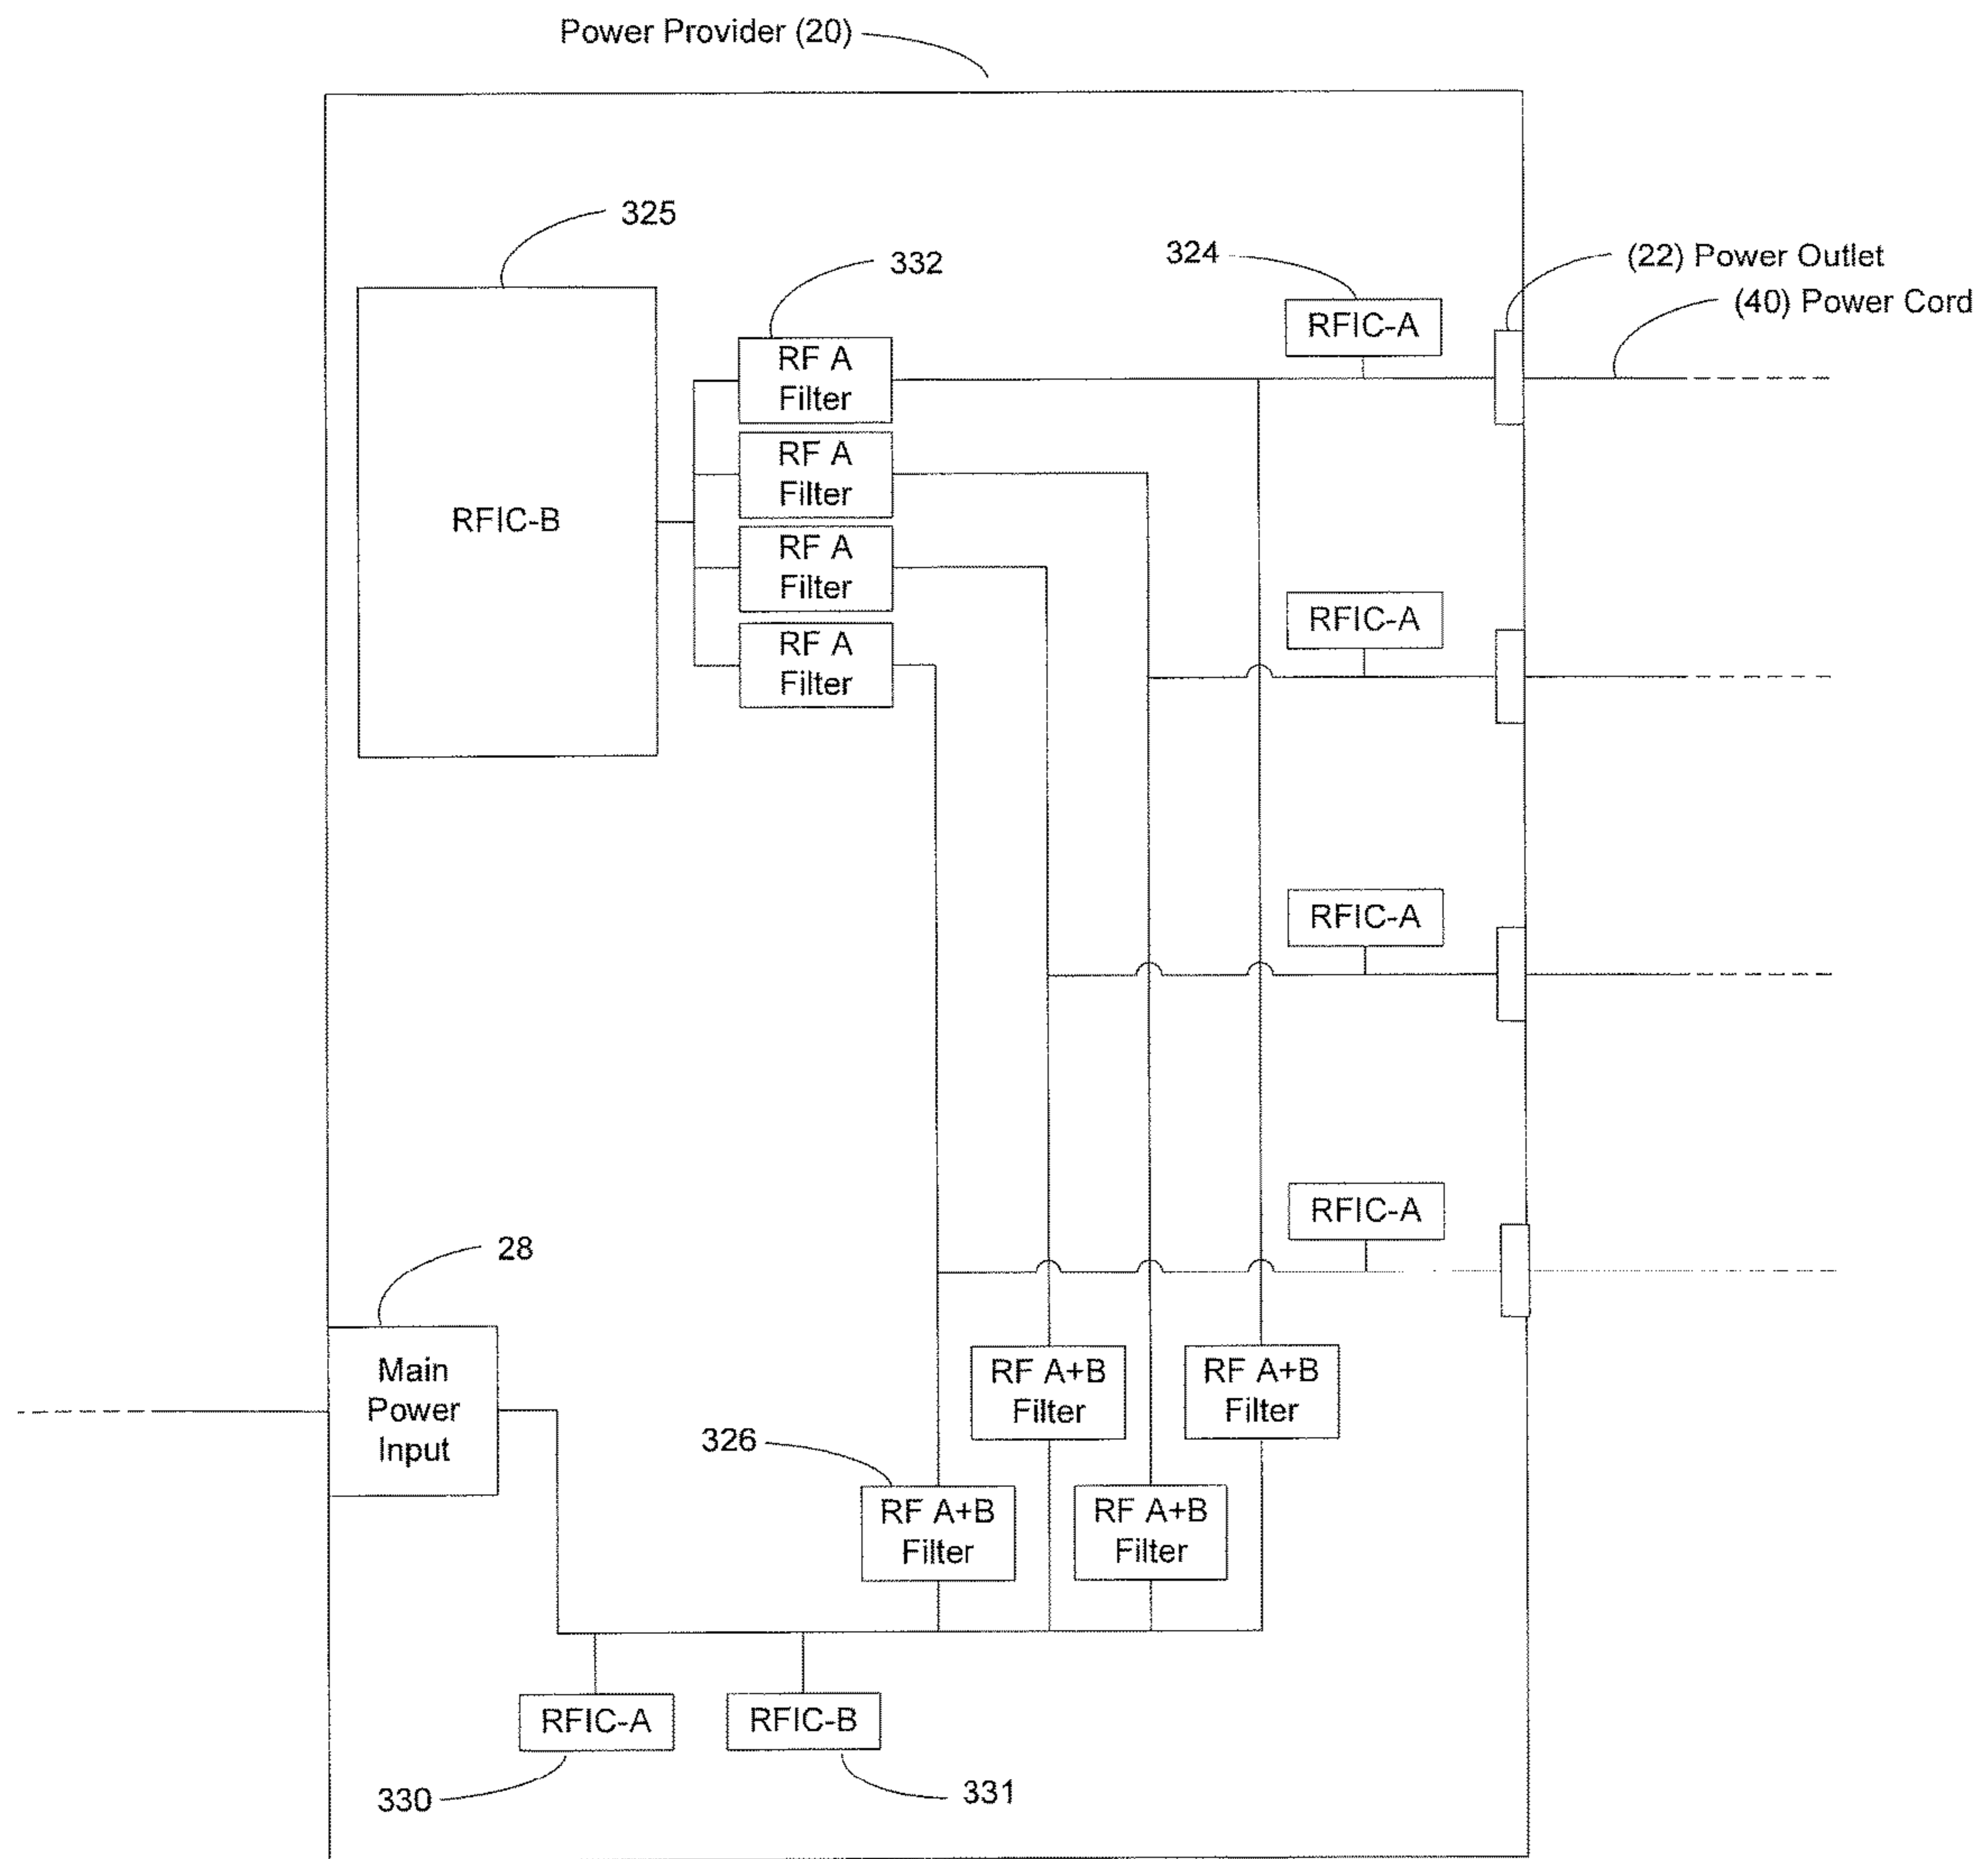 Power Provider (20)
325
332
324
(22) Power Outlet
(40) Power Cord
RFIC-A
RF A
Filter
RF A
Filter
RFIC-B
RF A
Filter
RFIC-A
RF A
Filter
RFIC-A
RFIC-A
28
Main
Power
Input
RF A+B
Filter
RF A+B
Filter
326
RF A+B
Filter
RF A+B
Filter
RFIC-A
RFIC-B
330
331